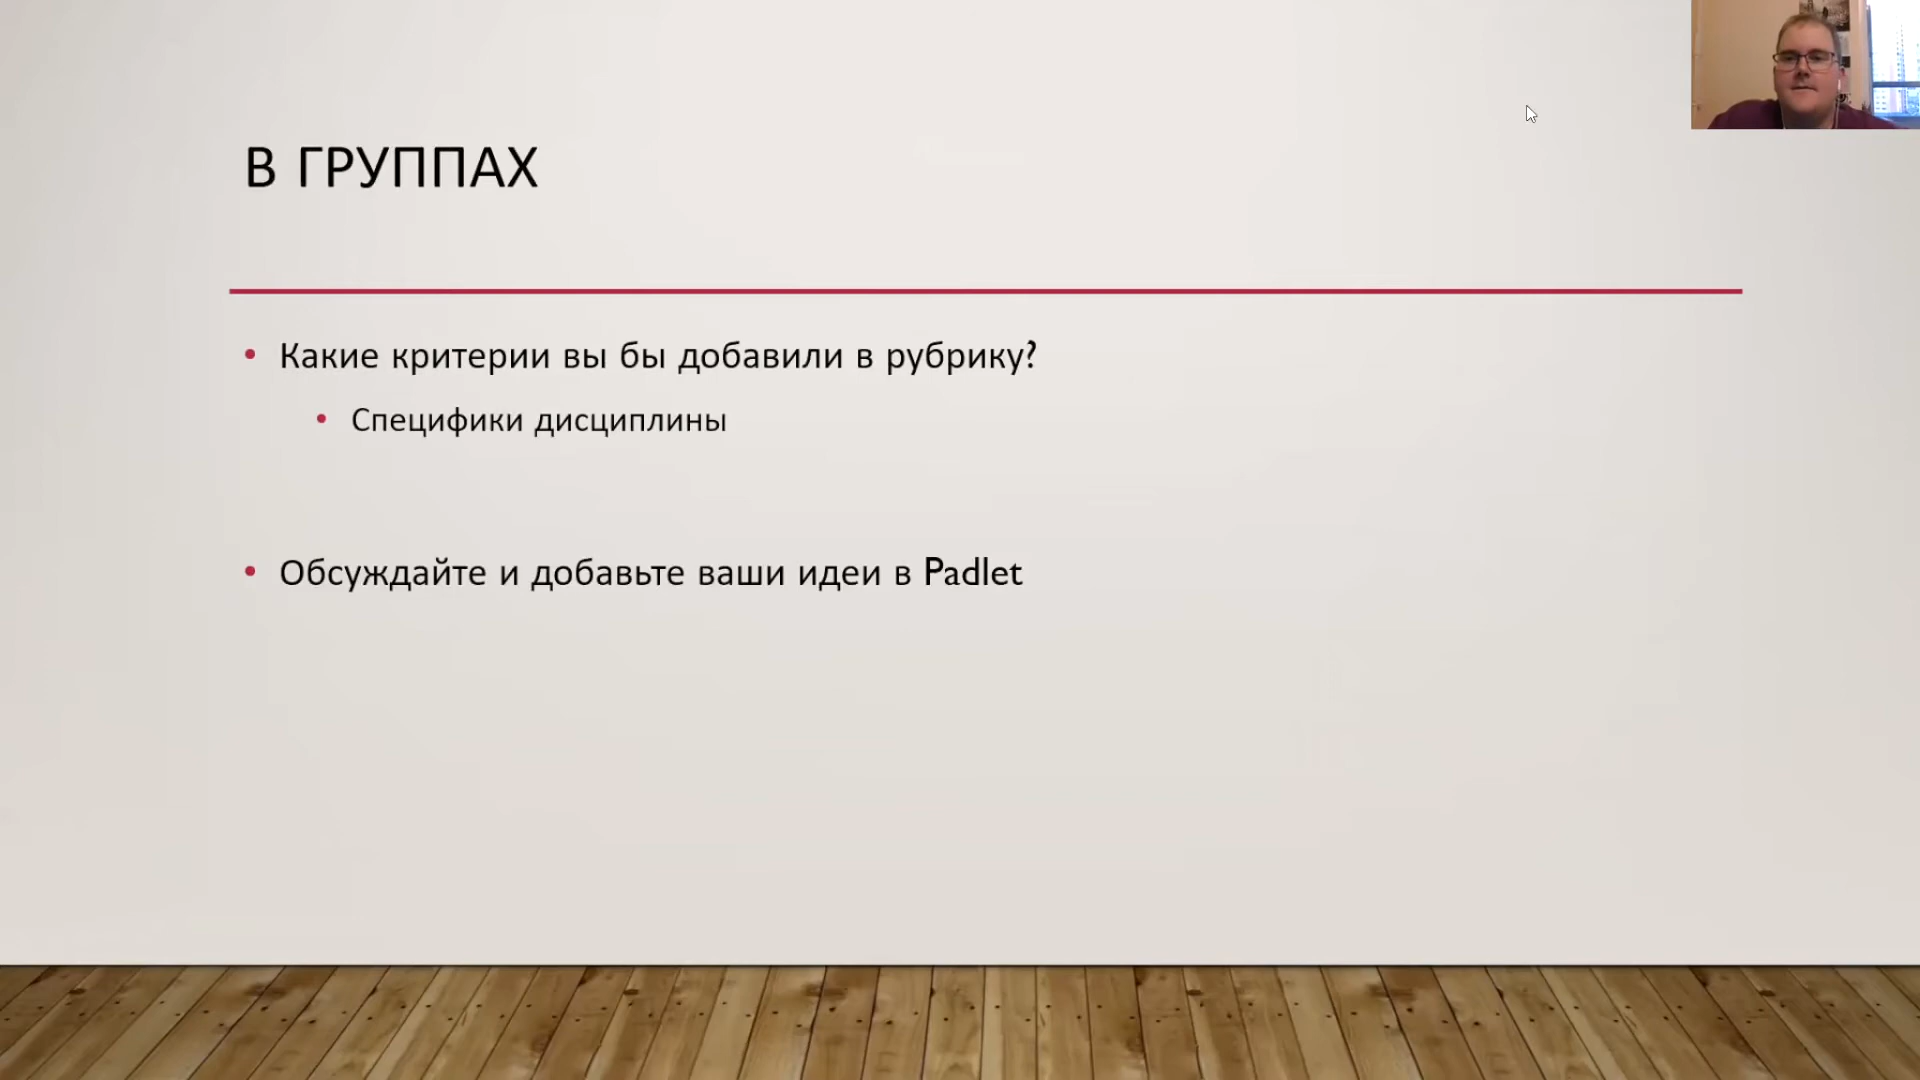 В ГРУППАХ
• Какие критерии вы бы добавили в рубрику?
• Специфики дисциплины
• Обсуждайте и добавьте ваши идеи в Padlet